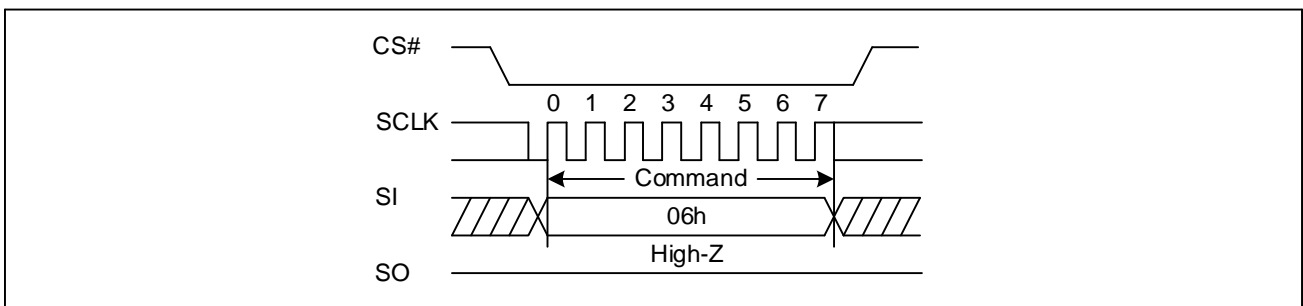 CS#
0 1 2 3 4 5 6 7
SCLK
Command
SI
06h
High-Z
SO